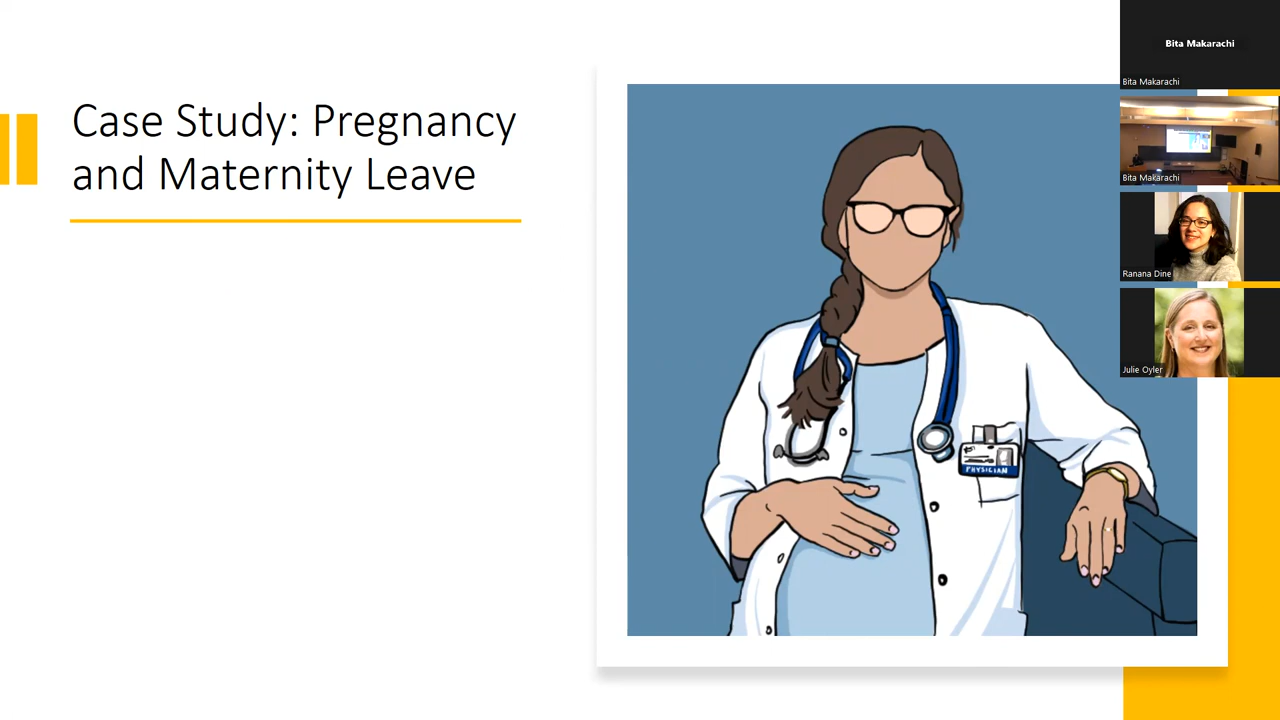 Case Study: Pregnancy
and Maternity Leave
PHYSICIAN
Bita Makarachi
Bita Makarachi
Bita Makarachi
Ranana Dine
Julie Oyler